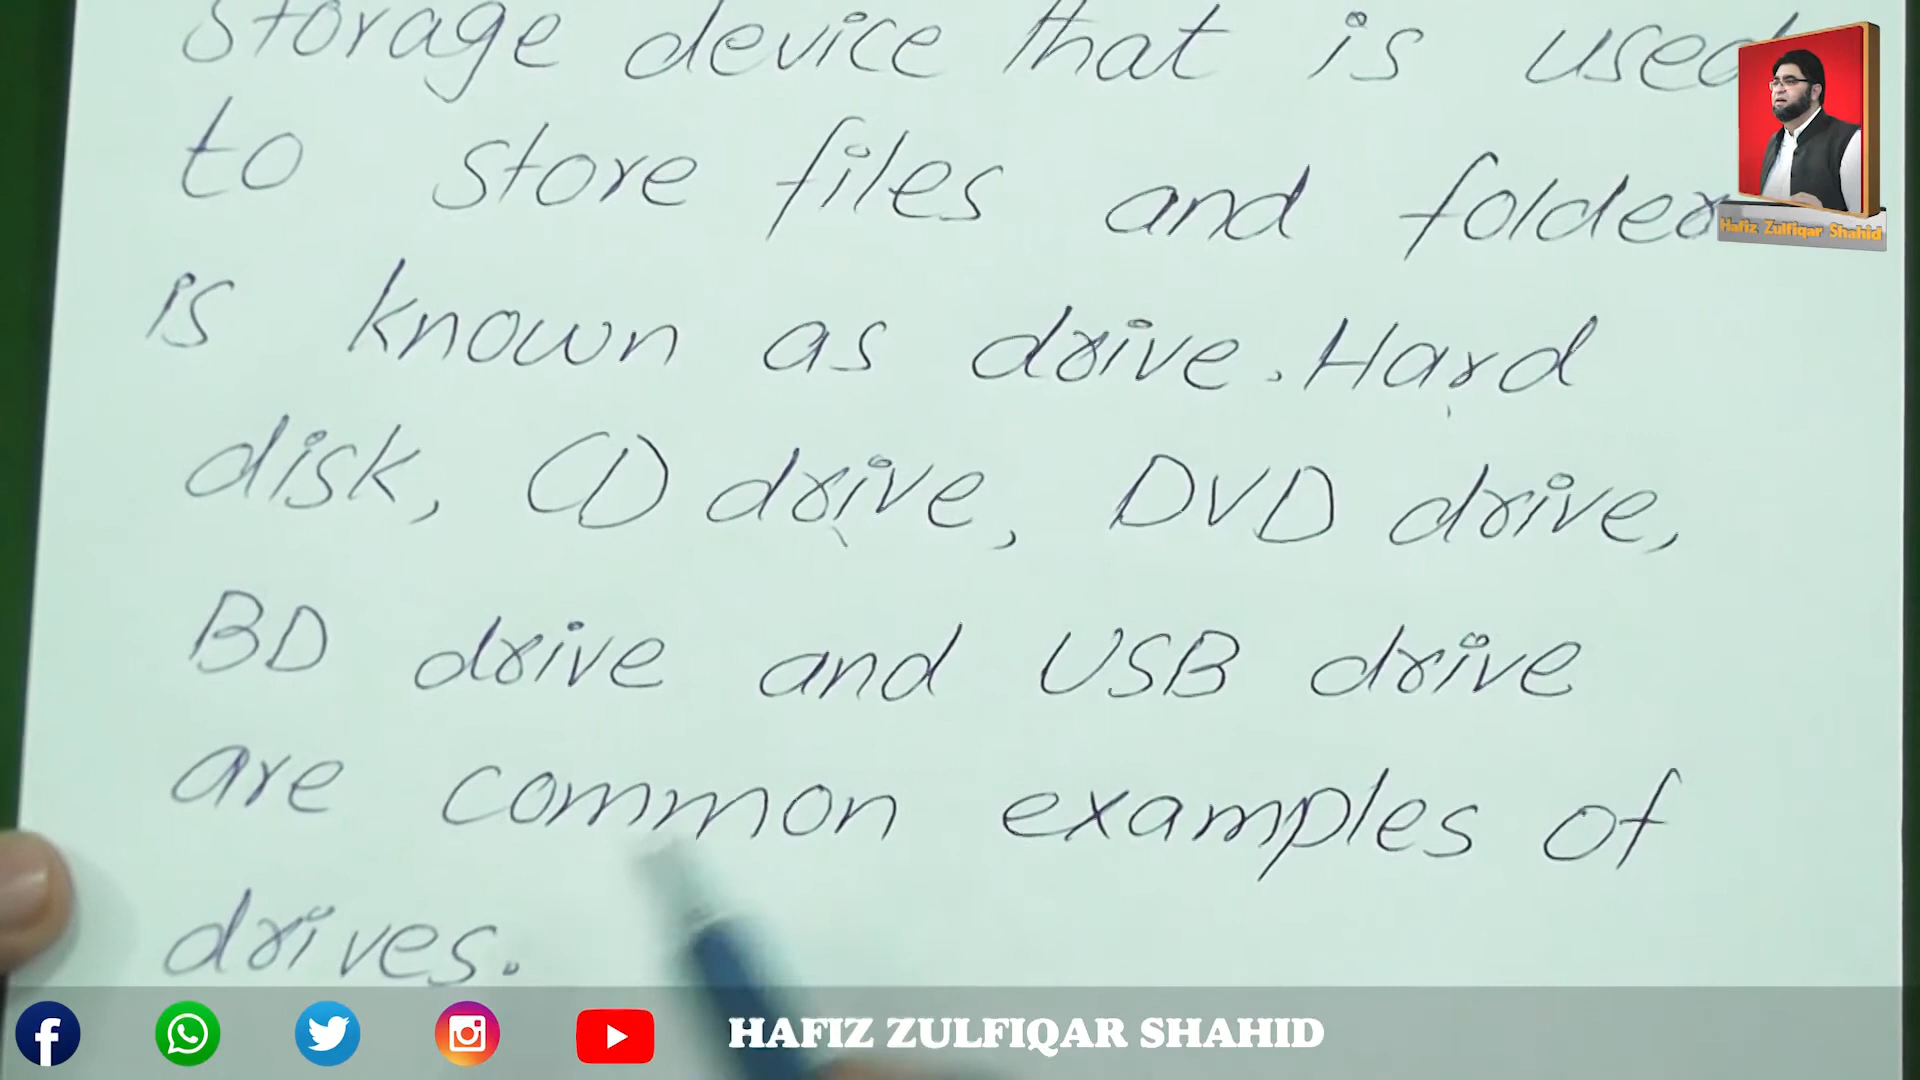 storage device that is used
to store files and folder
is known as drive. Hard
disk, CD drive, DVD drive,
BD drive and USB drive
are common examples of
drives.
Hafiz Zulfiqar Shahid
HAFIZ ZULFIQAR SHAHID